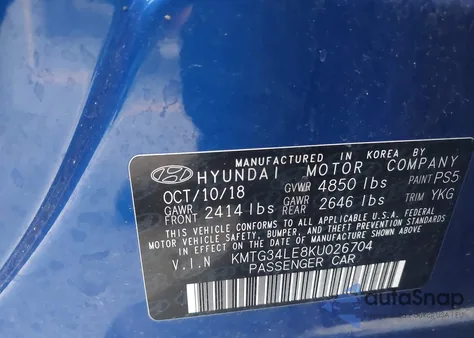 MANUFACTURED IN KOREA BY
HYUNDAI MOTOR COMPANY
OCT/10/18 GVWR 4850 lbs PAINT PS5
GAWR FRONT 2414 lbs GAWR REAR 2646 lbs TRIM YKG
THIS VEHICLE CONFORMS TO ALL APPLICABLE
FEDERAL MOTOR VEHICLE SAFETY, BUMPER,
AND THEFT PREVENTION STANDARDS
IN EFFECT ON THE DATE OF
MANUFACTURE SHOWN ABOVE.
V.I.N KMTG34LE8KU026704
PASSENGER CAR
autoSnap